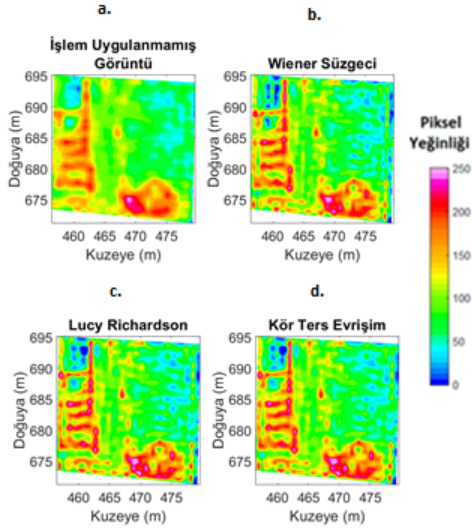 a.
b.
İşlem Uygulanmamış
Görüntü
Wiener Süzgeci
695
690
685
680
675
Doğuya (m)
460 465 470 475
Kuzeye (m)
695
690
685
680
675
Doğuya (m)
460 465 470 475
Kuzeye (m)
Piksel
Yeğinliği
250
200
150
100
50
0
c.
d.
Lucy Richardson
Kör Ters Evrişim
695
690
685
680
675
Doğuya (m)
460 465 470 475
Kuzeye (m)
695
690
685
680
675
Doğuya (m)
460 465 470 475
Kuzeye (m)